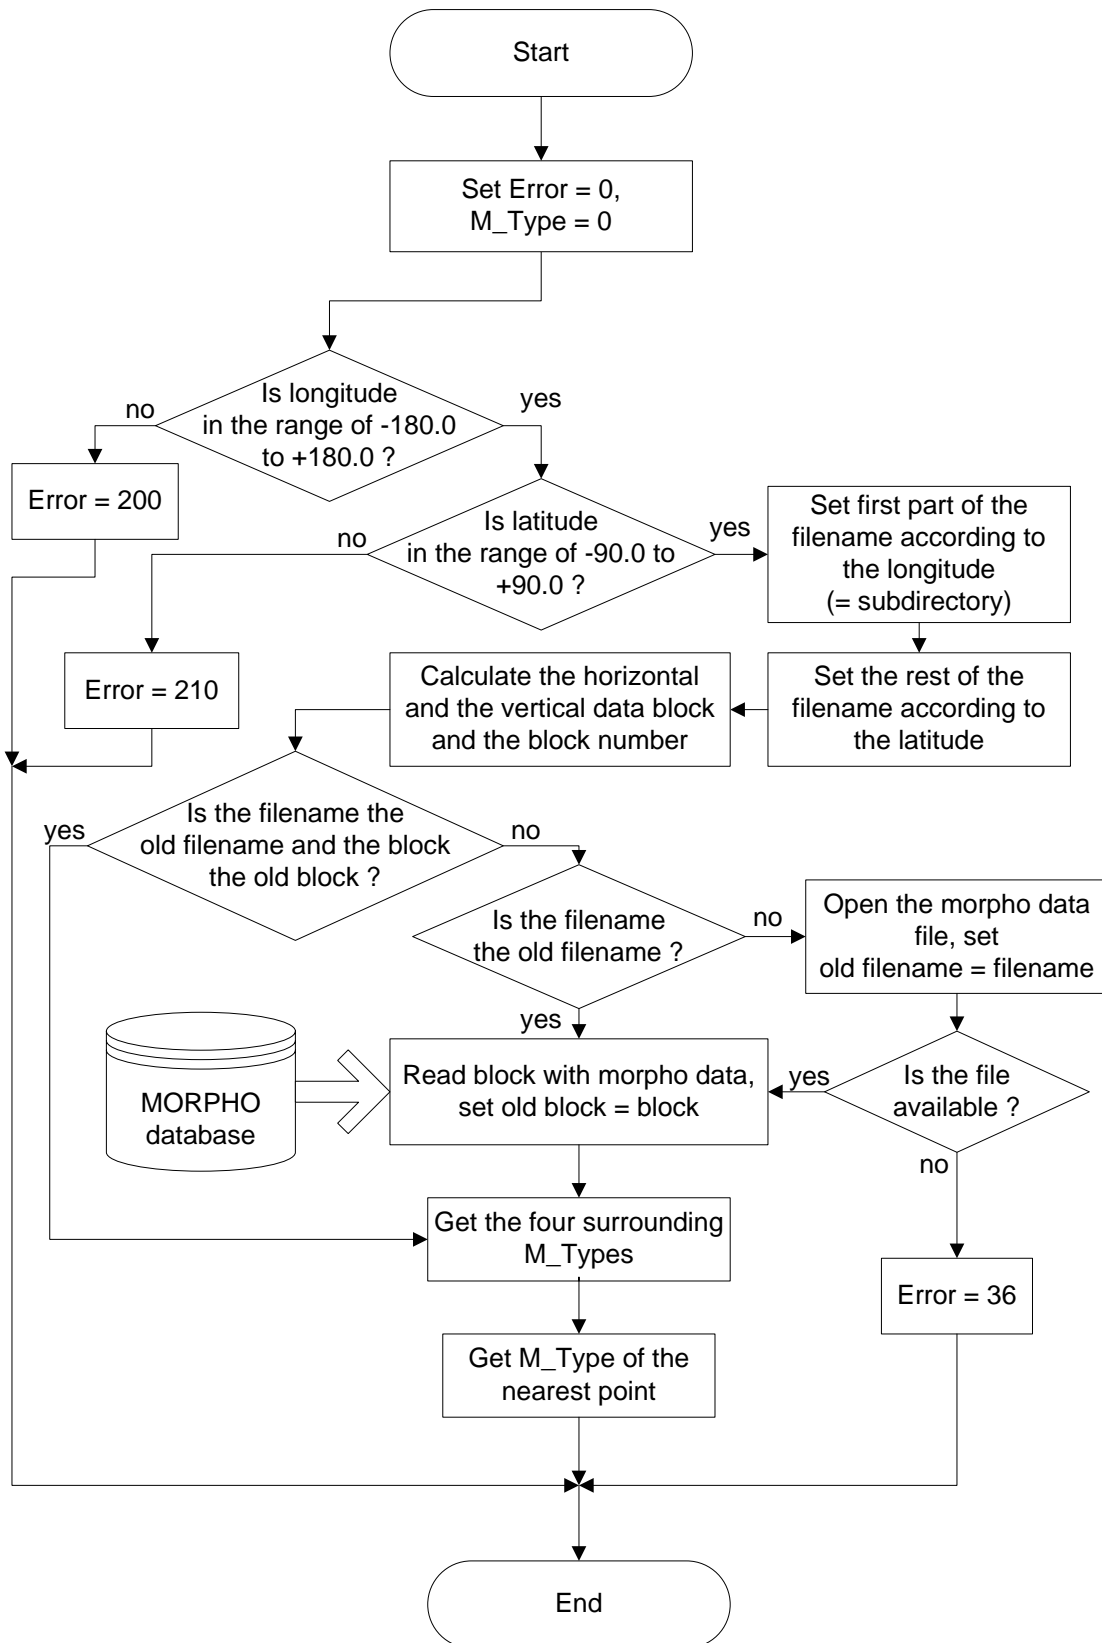 Start
Set Error = 0,
M_Type = 0
Is longitude
in the range of -180.0
to +180.0 ?
no
yes
Error = 200
Is latitude
in the range of -90.0 to
+90.0 ?
no
yes
Set first part of the
filename according to
the longitude
(= subdirectory)
Error = 210
Calculate the horizontal
and the vertical data block
and the block number
Set the rest of the
filename according to
the latitude
Is the filename the
old filename and the block
the old block ?
yes
no
Is the filename
the old filename ?
no
Open the morpho data
file, set
old filename = filename
yes
MORPHO
database
Read block with morpho data,
set old block = block
yes
Is the file
available ?
no
Get the four surrounding
M_Types
Error = 36
Get M_Type of the
nearest point
End